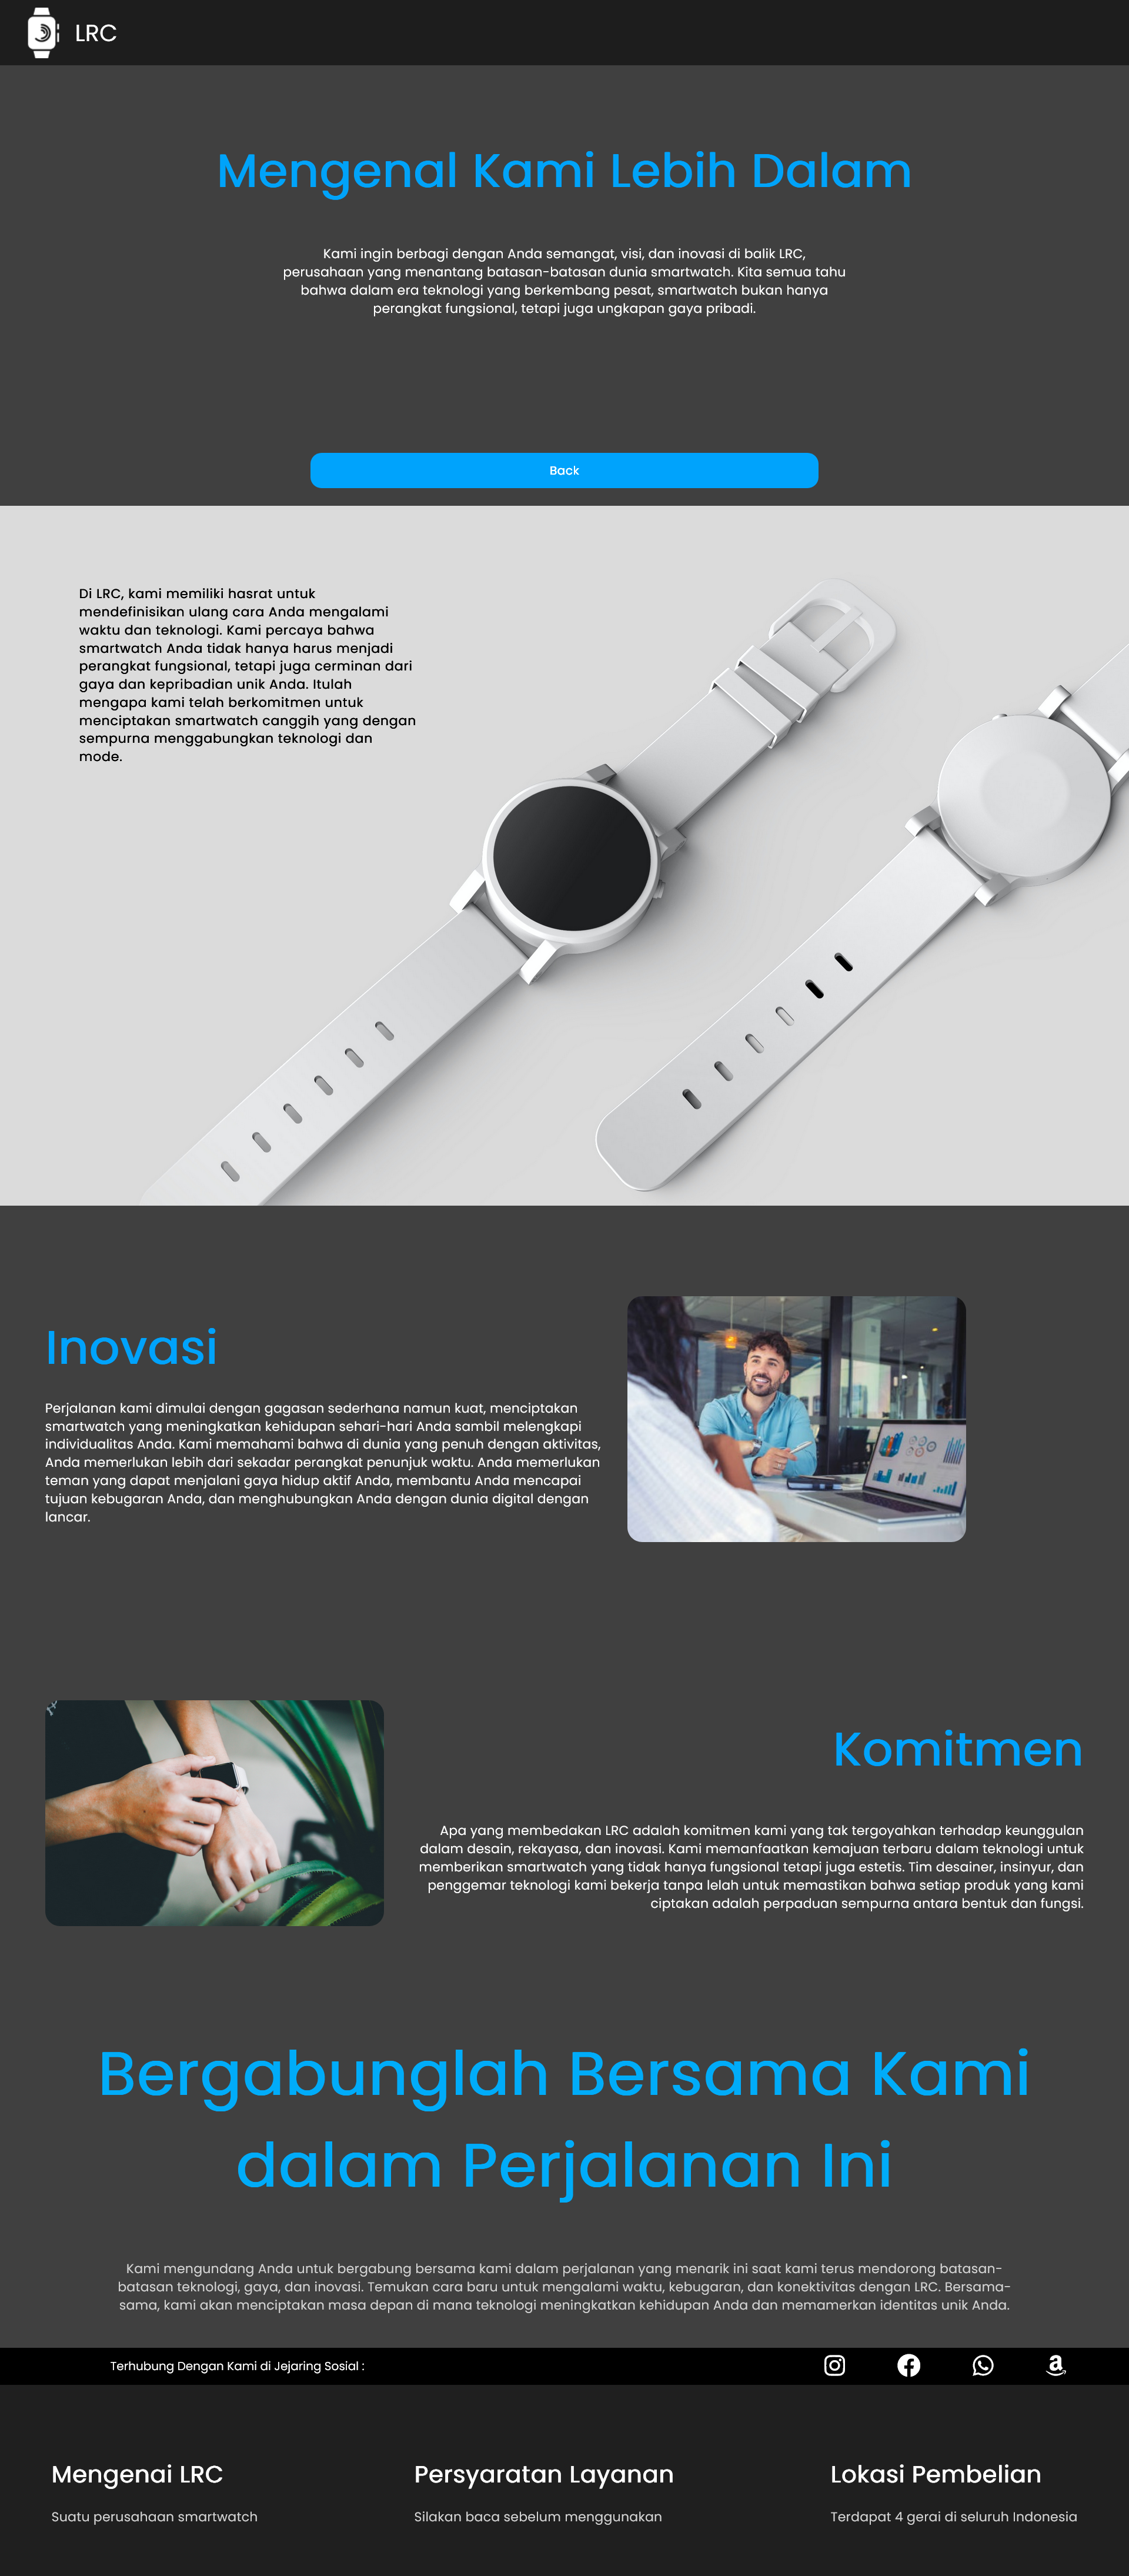 LRC
Mengenal Kami Lebih Dalam
Kami ingin berbagi dengan Anda semangat, visi, dan inovasi di balik LRC,
perusahaan yang menantang batasan-batasan dunia smartwatch. Kita semua tahu
bahwa dalam era teknologi yang berkembang pesat, smartwatch bukan hanya
perangkat fungsional, tetapi juga ungkapan gaya pribadi.
Back
Di LRC, kami memiliki hasrat untuk
mendefinisikan ulang cara Anda mengalami
waktu dan teknologi. Kami percaya bahwa
smartwatch Anda tidak hanya harus menjadi
perangkat fungsional, tetapi juga cerminan dari
gaya dan kepribadian unik Anda. Itulah
mengapa kami telah berkomitmen untuk
menciptakan smartwatch canggih yang dengan
sempurna menggabungkan teknologi dan
mode.
Inovasi
Perjalanan kami dimulai dengan gagasan sederhana namun kuat, menciptakan
smartwatch yang meningkatkan kehidupan sehari-hari Anda sambil melengkapi
individualitas Anda. Kami memahami bahwa di dunia yang penuh dengan aktivitas,
Anda memerlukan lebih dari sekadar perangkat penunjuk waktu. Anda memerlukan
teman yang dapat menjalani gaya hidup aktif Anda, membantu Anda mencapai
tujuan kebugaran Anda, dan menghubungkan Anda dengan dunia digital dengan
lancar.
Komitmen
Apa yang membedakan LRC adalah komitmen kami yang tak tergoyahkan terhadap keunggulan
dalam desain, rekayasa, dan inovasi. Kami memanfaatkan kemajuan terbaru dalam teknologi untuk
memberikan smartwatch yang tidak hanya fungsional tetapi juga estetis. Tim desainer, insinyur, dan
penggemar teknologi kami bekerja tanpa lelah untuk memastikan bahwa setiap produk yang kami
ciptakan adalah perpaduan sempurna antara bentuk dan fungsi.
Bergabunglah Bersama Kami
dalam Perjalanan Ini
Kami mengundang Anda untuk bergabung bersama kami dalam perjalanan yang menarik ini saat kami terus mendorong batasan-
batasan teknologi, gaya, dan inovasi. Temukan cara baru untuk mengalami waktu, kebugaran, dan konektivitas dengan LRC. Bersama-
sama, kami akan menciptakan masa depan di mana teknologi meningkatkan kehidupan Anda dan memamerkan identitas unik Anda.
Terhubung Dengan Kami di Jejaring Sosial :
Mengenai LRC
Suatu perusahaan smartwatch
Persyaratan Layanan
Silakan baca sebelum menggunakan
Lokasi Pembelian
Terdapat 4 gerai di seluruh Indonesia